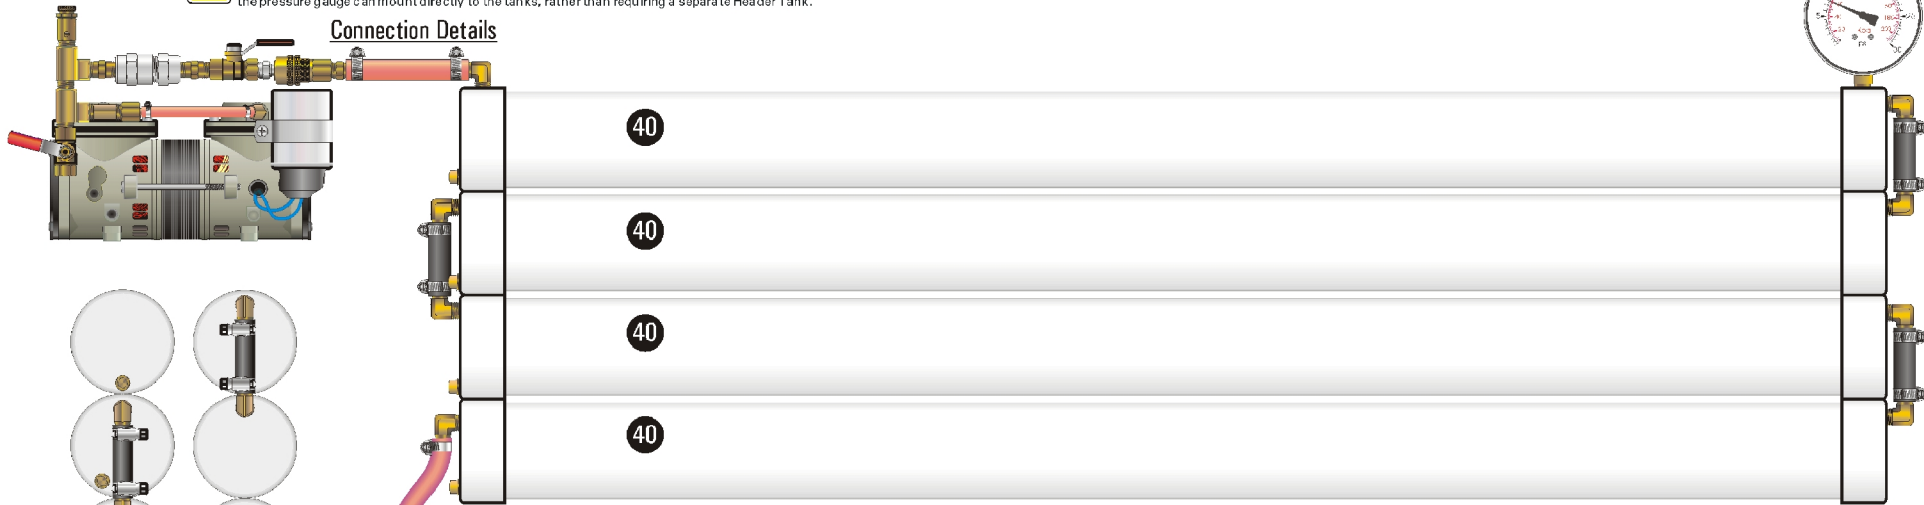 the pressure gauge can mount directly to the tanks, rather than requiring a separate Header Tank.
Connection Details
40
40
40
40